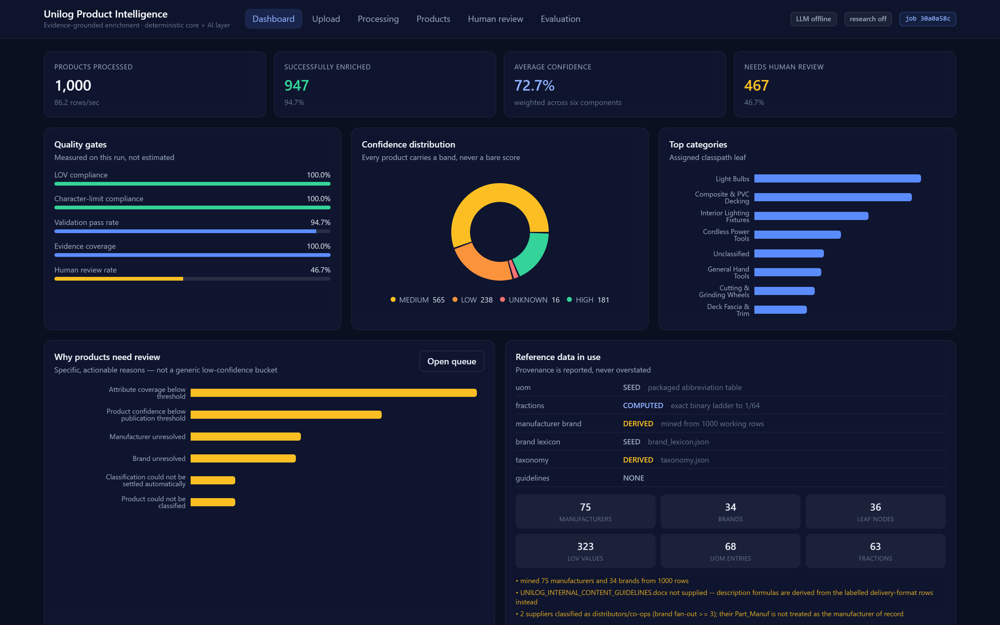 Unilog Product Intelligence
Evidence-grounded enrichment · deterministic core + AI layer
Dashboard
Upload
Processing
Products
Human review
Evaluation
LLM offline
research off
job 30a0a58c
PRODUCTS PROCESSED
1,000
86.2 rows/sec
SUCCESSFULLY ENRICHED
947
94.7%
AVERAGE CONFIDENCE
72.7%
weighted across six components
NEEDS HUMAN REVIEW
467
46.7%
Quality gates
Measured on this run, not estimated
LOV compliance 100.0%
Character-limit compliance 100.0%
Validation pass rate 94.7%
Evidence coverage 100.0%
Human review rate 46.7%
Confidence distribution
Every product carries a band, never a bare score
MEDIUM 565 LOW 238 UNKNOWN 16 HIGH 181
Top categories
Assigned classpath leaf
Light Bulbs
Composite & PVC
Decking
Interior Lighting
Fixtures
Cordless Power
Tools
Unclassified
General Hand
Tools
Cutting &
Grinding Wheels
Deck Fascia &
Trim
Why products need review
Specific, actionable reasons — not a generic low-confidence bucket
Open queue
Attribute coverage below
threshold
Product confidence below
publication threshold
Manufacturer unresolved
Brand unresolved
Classification could not be
settled automatically
Product could not be
classified
Reference data in use
Provenance is reported, never overstated
uom SEED packaged abbreviation table
fractions COMPUTED exact binary ladder to 1/64
manufacturer brand DERIVED mined from 1000 working rows
brand lexicon SEED brand_lexicon.json
taxonomy DERIVED taxonomy.json
guidelines NONE
75
MANUFACTURERS
34
BRANDS
36
LEAF NODES
323
LOV VALUES
68
UOM ENTRIES
63
FRACTIONS
• mined 75 manufacturers and 34 brands from 1000 rows
• UNILOG_INTERNAL_CONTENT_GUIDELINES.docx not supplied -- description formulas are derived from the labelled delivery-format rows
instead
• 2 suppliers classified as distributors/co-ops (brand fan-out >= 3); their Part_Manuf is not treated as the manufacturer of record